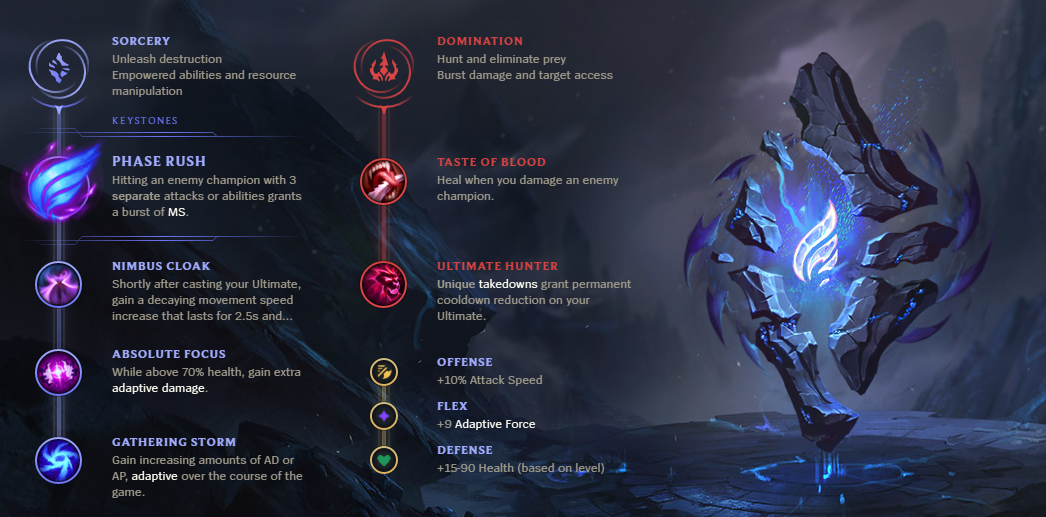 SORCERY
Unleash destruction
Empowered abilities and resource
manipulation
KEYSTONES
PHASE RUSH
Hitting an enemy champion with 3
separate attacks or abilities grants
a burst of MS.
NIMBUS CLOAK
Shortly after casting your Ultimate,
gain a decaying movement speed
increase that lasts for 2.5s and...
ABSOLUTE FOCUS
While above 70% health, gain extra
adaptive damage.
GATHERING STORM
Gain increasing amounts of AD or
AP, adaptive over the course of the
game.
DOMINATION
Hunt and eliminate prey
Burst damage and target access
TASTE OF BLOOD
Heal when you damage an enemy
champion.
ULTIMATE HUNTER
Unique takedowns grant permanent
cooldown reduction on your
Ultimate.
OFFENSE
+10% Attack Speed
FLEX
+9 Adaptive Force
DEFENSE
+15-90 Health (based on level)